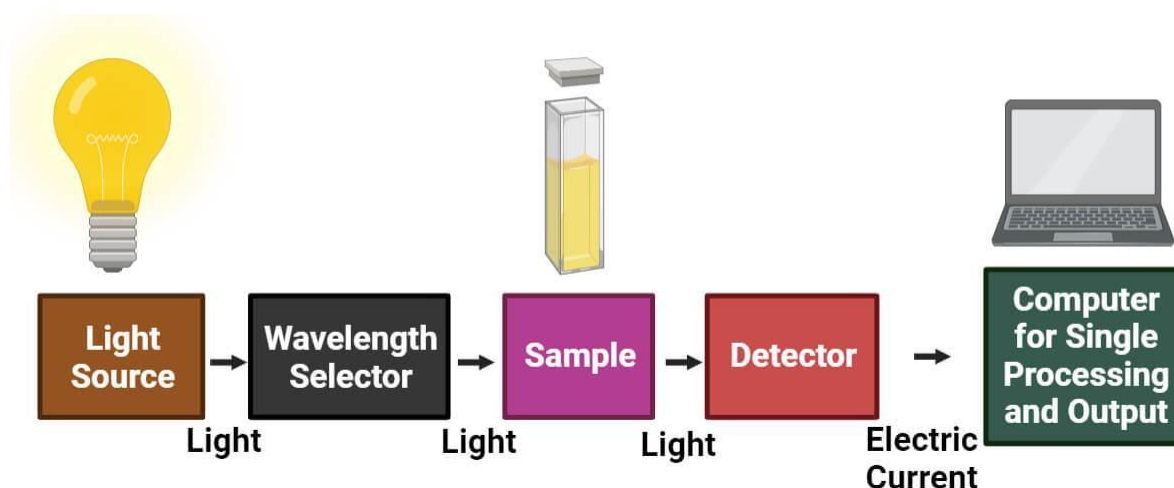 Light
Source
Wavelength
Selector
Sample
Detector
Computer
for Single
Processing
and Output
Light
Light
Light
Electric
Current